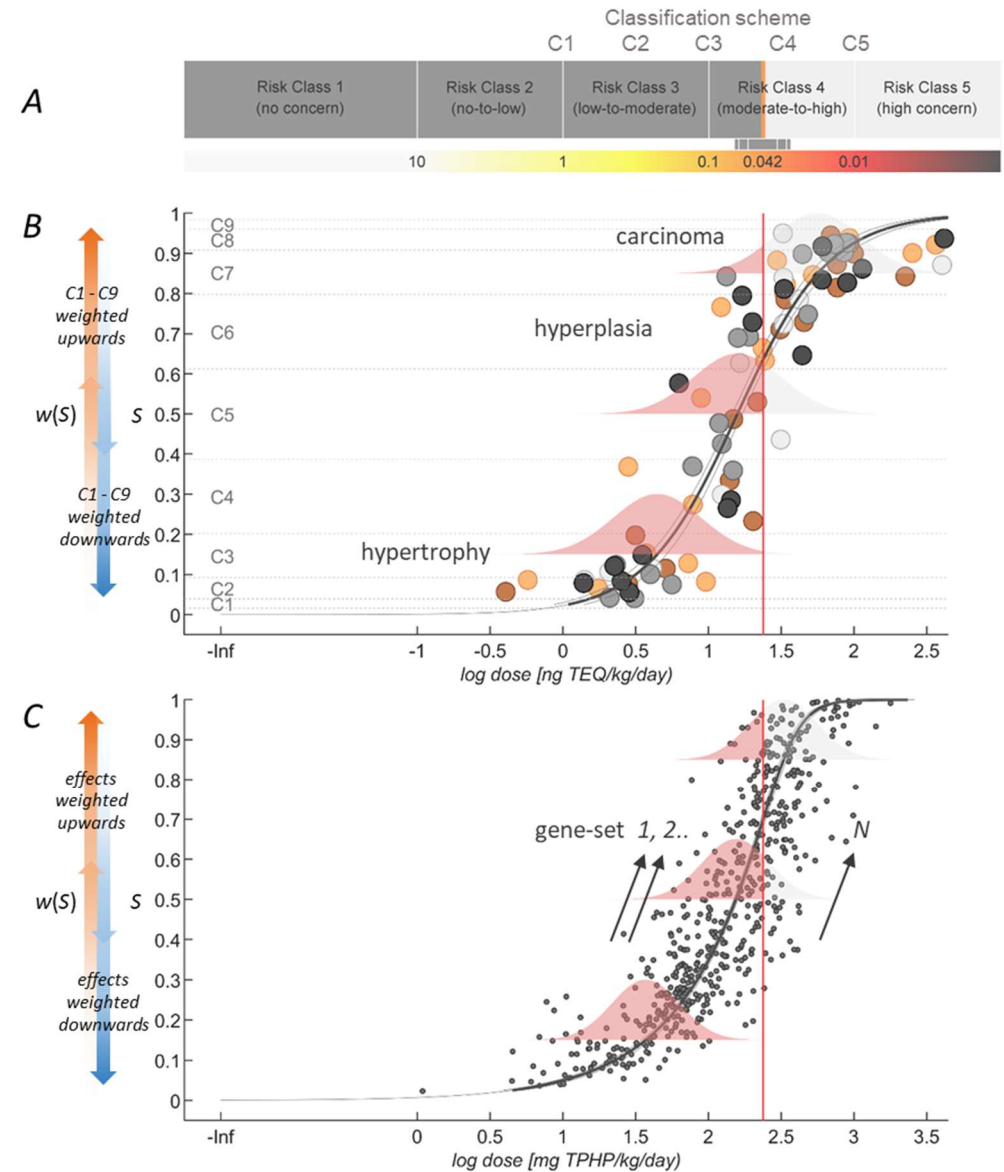 Classification scheme
C1 C2 C3 C4 C5
A
Risk Class 1 Risk Class 2 Risk Class 3 Risk Class 4 Risk Class 5
(no concern) (no-to-low) (low-to-moderate) (moderate-to-high) (high concern)
10 1 0.1 0.042 0.01
B
C1 - C9
weighted
upwards
w(S) S
C1 - C9
weighted
downwards
1
0.9
0.8
0.7
0.6
0.5
0.4
0.3
0.2
0.1
0
C9
C8
C7
C6
C5
C4
C3
C2
C1
carcinoma
hyperplasia
hypertrophy
-Inf -1 -0.5 0 0.5 1 1.5 2 2.5
log dose [ng TEQ/kg/day)
C
effects
weighted
upwards
w(S) S
effects
weighted
downwards
1
0.9
0.8
0.7
0.6
0.5
0.4
0.3
0.2
0.1
0
gene-set 1, 2.. N
-Inf 0 0.5 1 1.5 2 2.5 3 3.5
log dose [mg TPHP/kg/day)